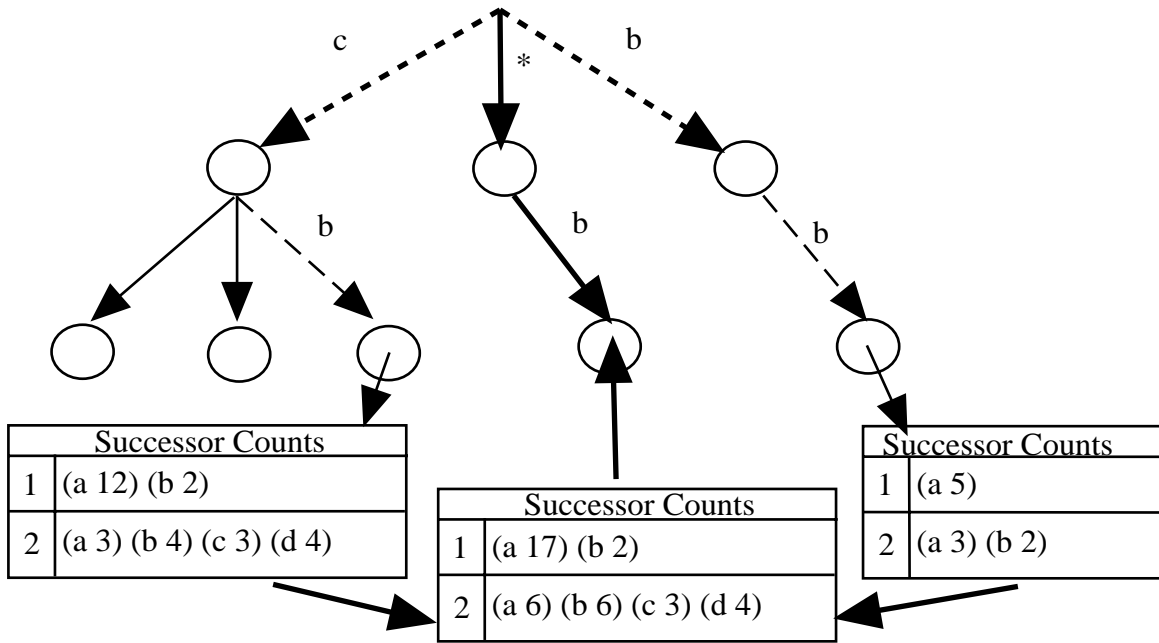 c
*
b
b
b
b
Successor Counts
1 (a 12) (b 2)
2 (a 3) (b 4) (c 3) (d 4)
Successor Counts
1 (a 17) (b 2)
2 (a 6) (b 6) (c 3) (d 4)
Successor Counts
1 (a 5)
2 (a 3) (b 2)